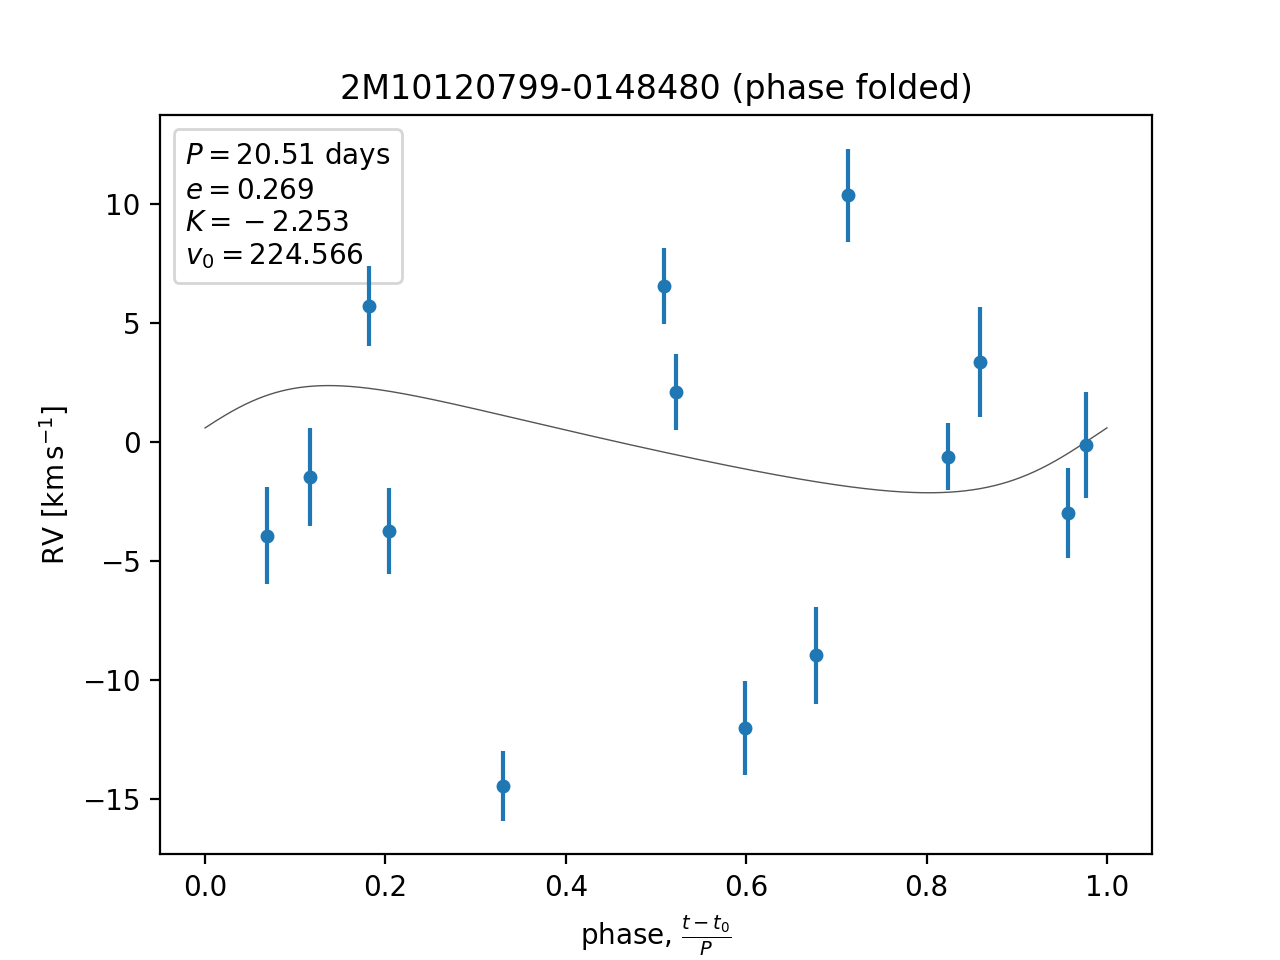 2M10120799-0148480 (phase folded)
P = 20.51 days
e = 0.269
K = −2.253
v₀ = 224.566
10
5
0
−5
−10
−15
RV [km s⁻¹]
0.0 0.2 0.4 0.6 0.8 1.0
phase, \frac{t − t₀}{P}